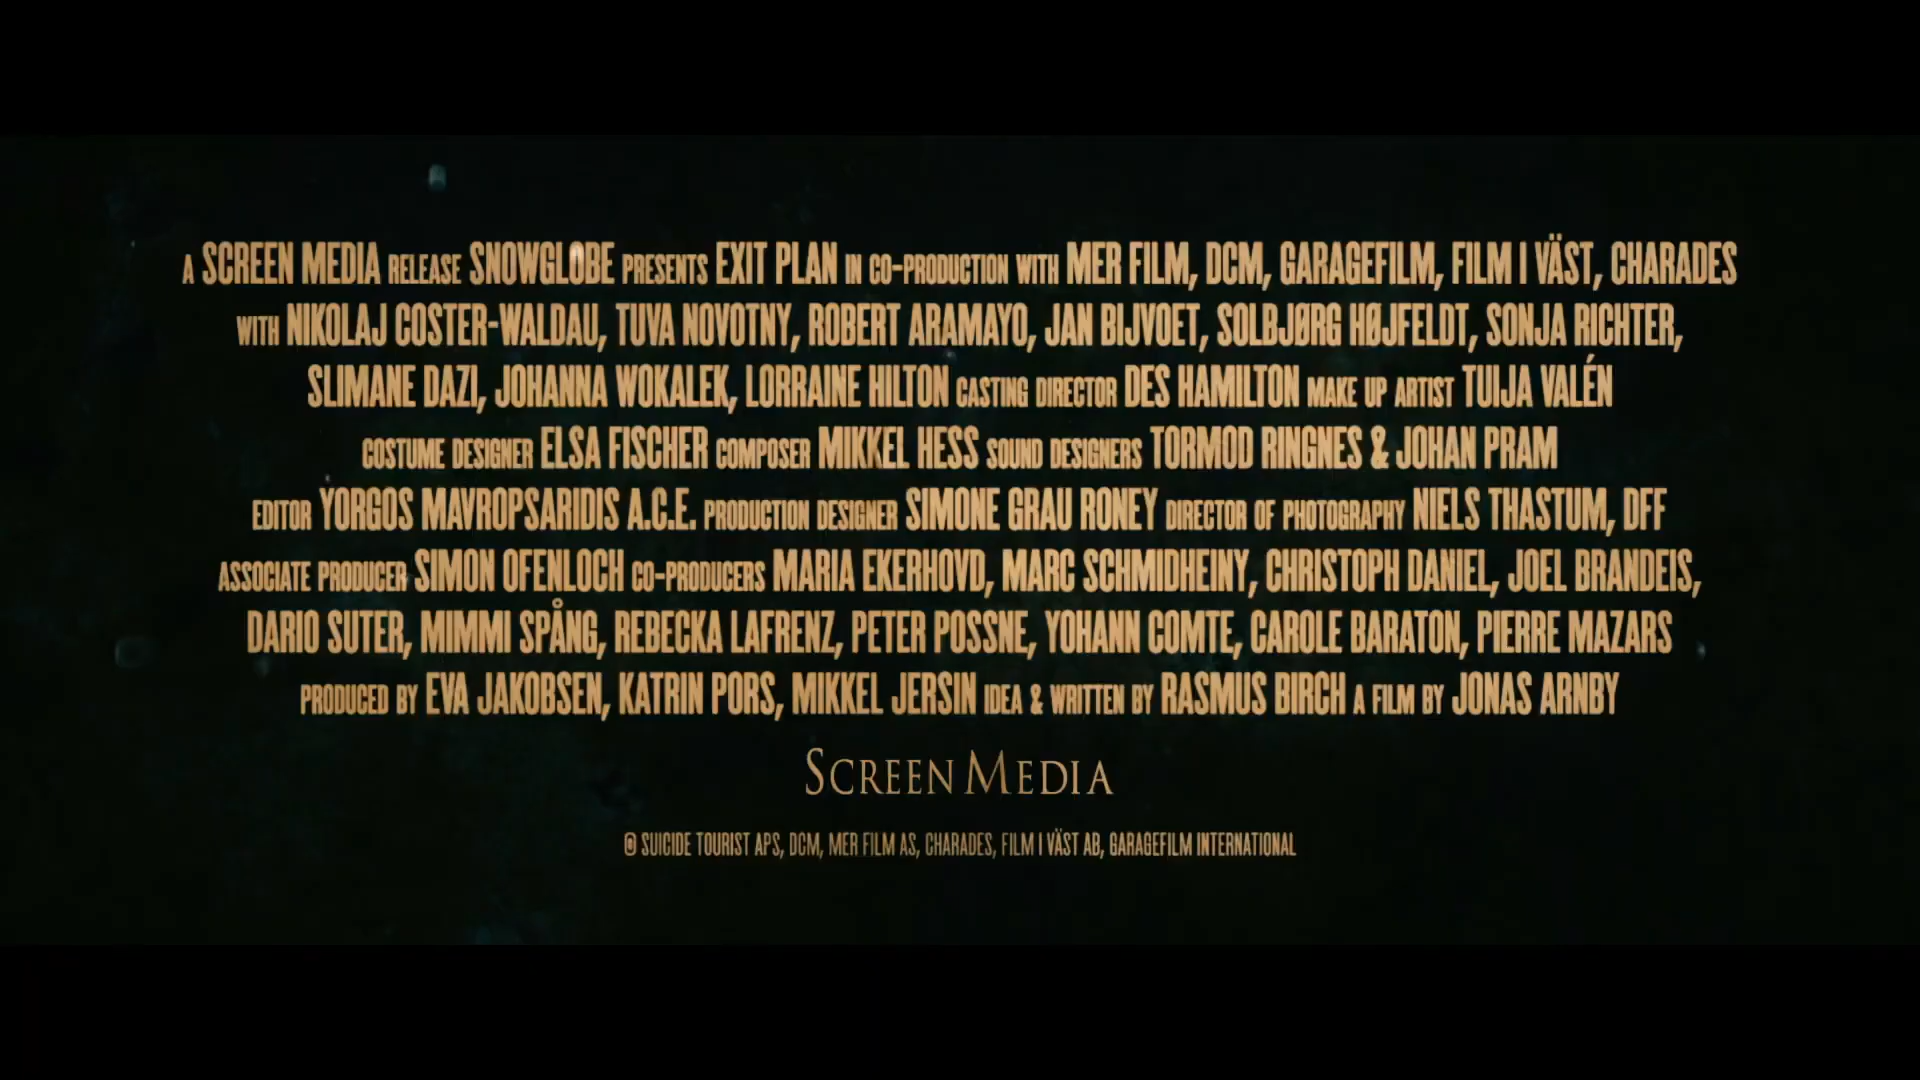 A SCREEN MEDIA RELEASE SNOWGLOBE PRESENTS EXIT PLAN IN CO-PRODUCTION WITH MER FILM, DCM, GARAGEFILM, FILM I VÄST, CHARADES
WITH NIKOLAJ COSTER-WALDAU, TUVA NOVOTNY, ROBERT ARAMAYO, JAN BIJVOET, SOLBJØRG HØJFELDT, SONJA RICHTER,
SLIMANE DAZI, JOHANNA WOKALEK, LORRAINE HILTON CASTING DIRECTOR DES HAMILTON MAKE UP ARTIST TUIJA VALÉN
COSTUME DESIGNER ELSA FISCHER COMPOSER MIKKEL HESS SOUND DESIGNERS TORMOD RINGNES & JOHAN PRAM
EDITOR YORGOS MAVROPSARIDIS A.C.E. PRODUCTION DESIGNER SIMONE GRAU RONEY DIRECTOR OF PHOTOGRAPHY NIELS THASTUM, DFF
ASSOCIATE PRODUCER SIMON OFENLOCH CO-PRODUCERS MARIA EKERHOVD, MARC SCHMIDHEINY, CHRISTOPH DANIEL, JOEL BRANDEIS,
DARIO SUTER, MIMMI SPÅNG, REBECKA LAFRENZ, PETER POSSNE, YOHANN COMTE, CAROLE BARATON, PIERRE MAZARS
PRODUCED BY EVA JAKOBSEN, KATRIN PORS, MIKKEL JERSIN IDEA & WRITTEN BY RASMUS BIRCH A FILM BY JONAS ARNBY
SCREEN MEDIA
© SUICIDE TOURIST APS, DCM, MER FILM AS, CHARADES, FILM I VÄST AB, GARAGEFILM INTERNATIONAL